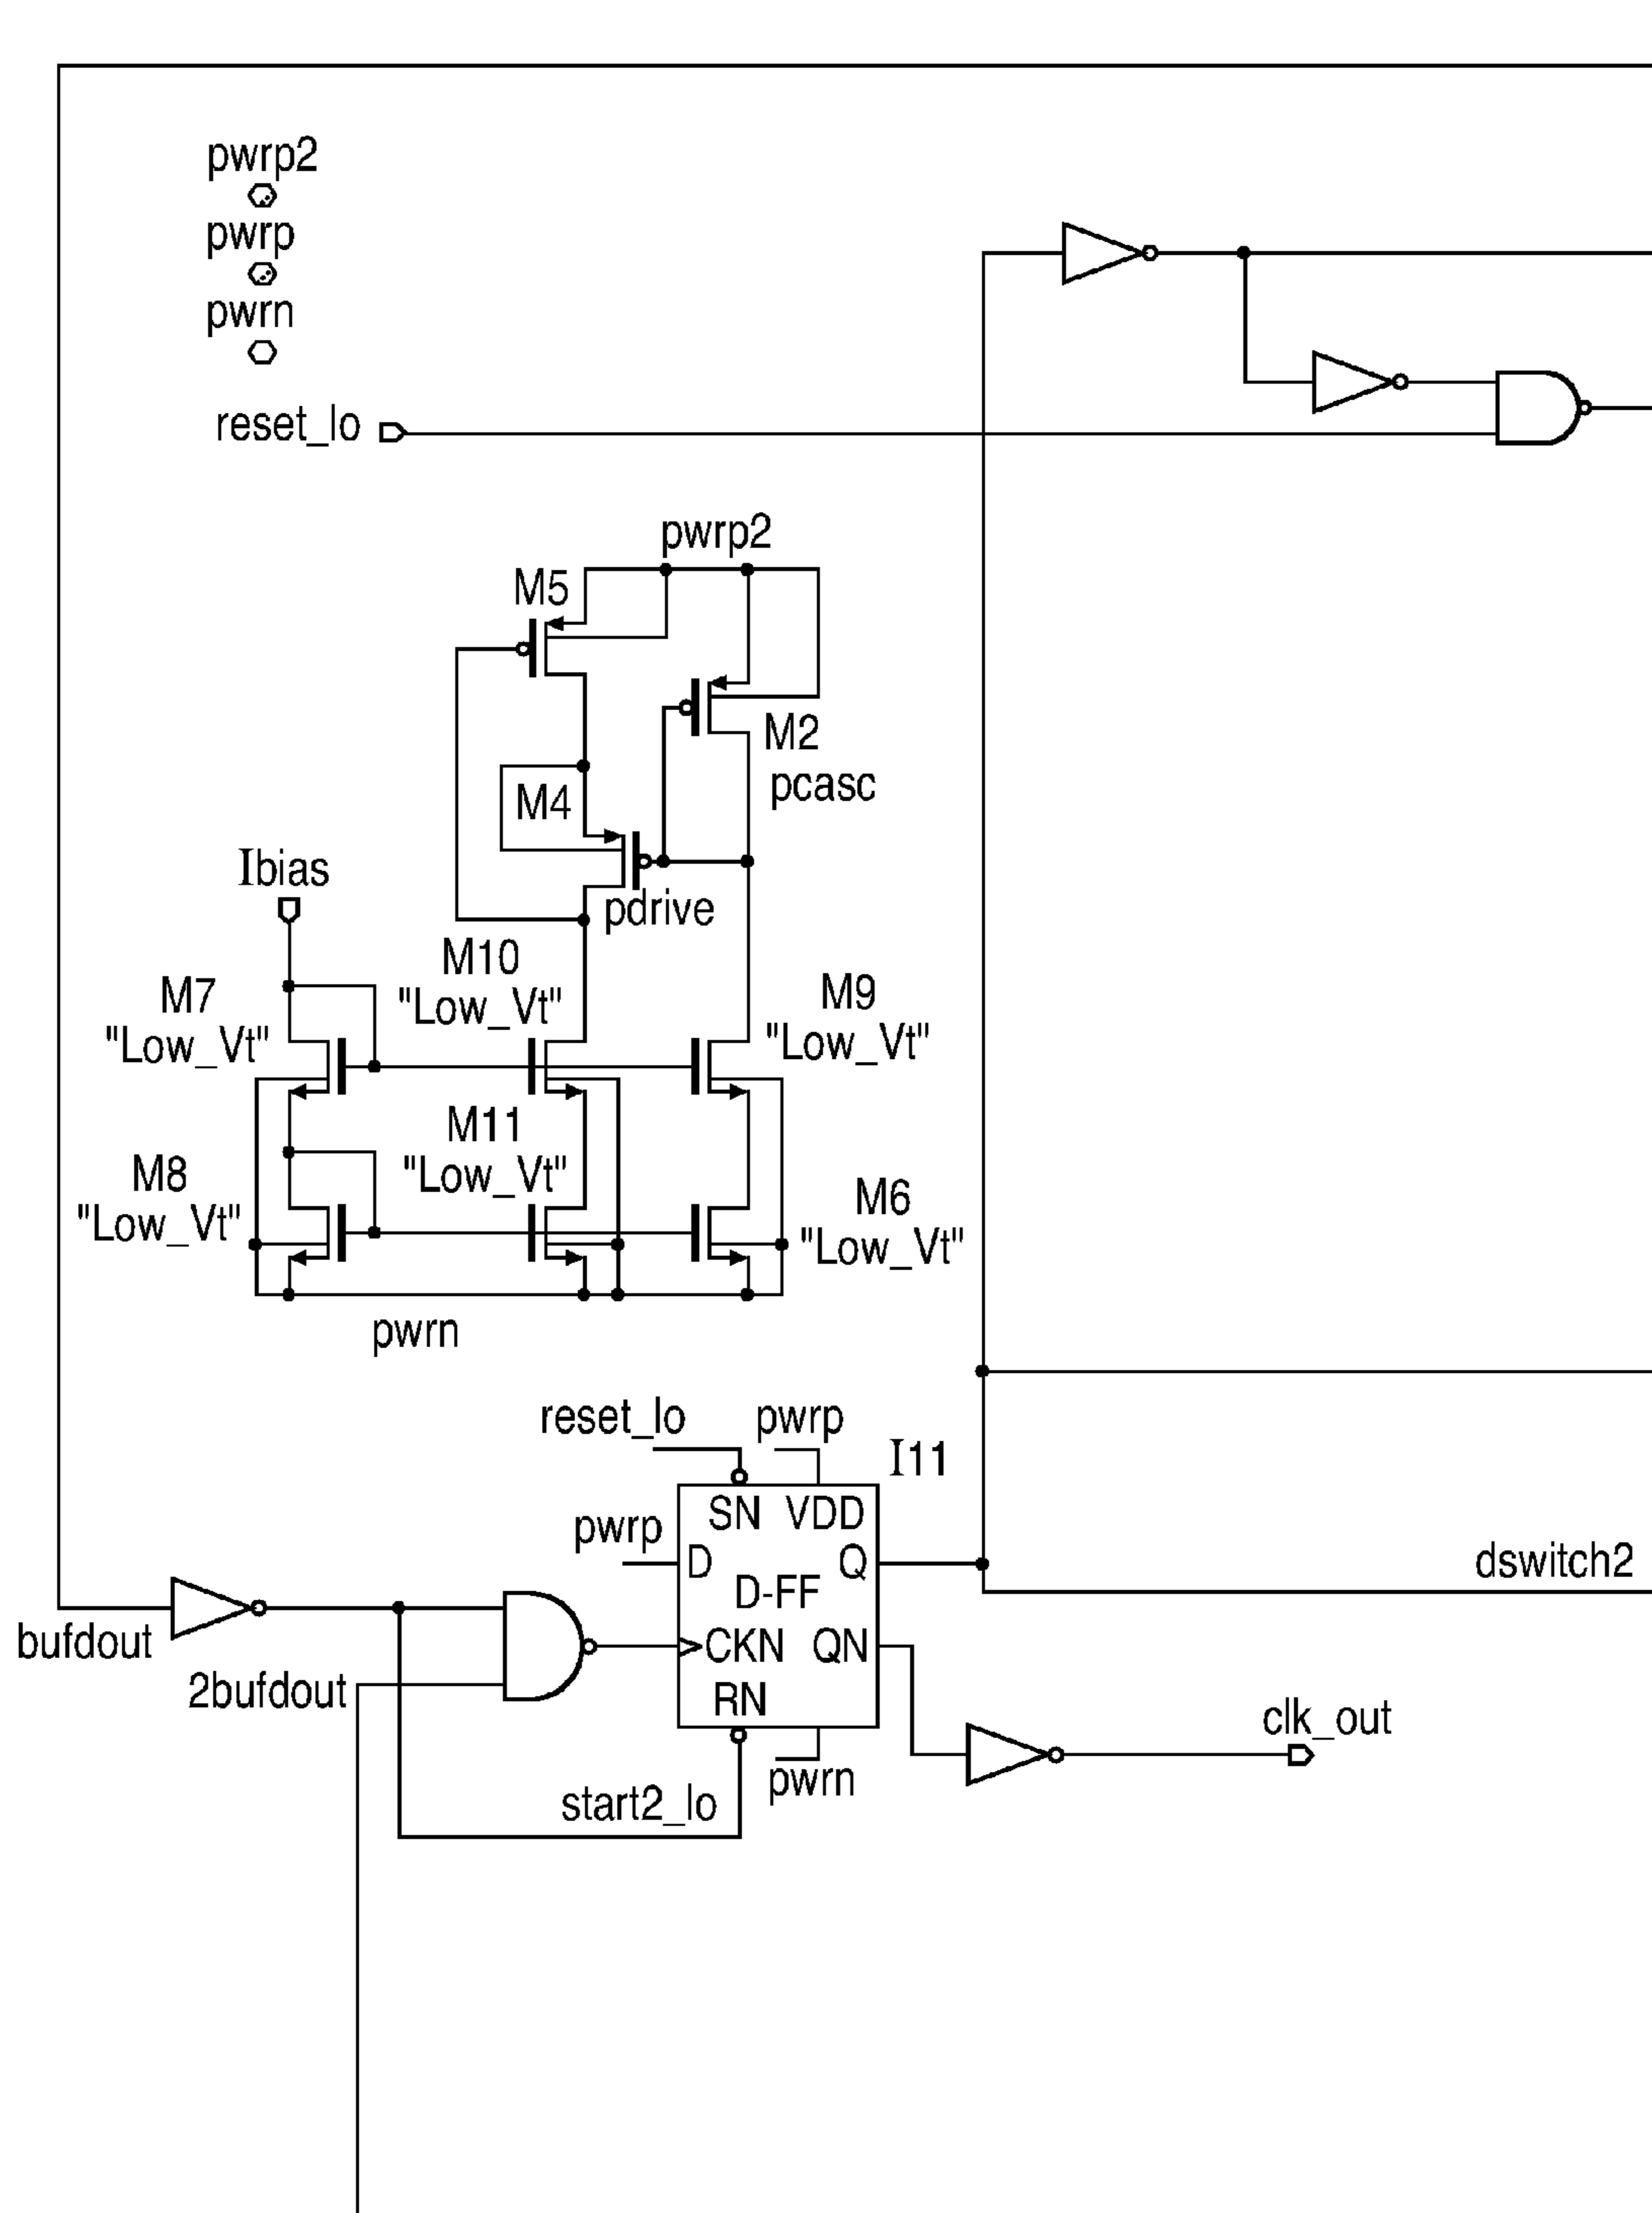 pwrp2
pwrp
pwrn
reset_lo
pwrp2
M5
M2
pcasc
M4
Ibias
pdrive
M10
"Low_Vt"
M7
"Low_Vt"
M9
"Low_Vt"
M11
"Low_Vt"
M8
"Low_Vt"
M6
"Low_Vt"
pwrn
reset_lo
pwrp
I11
SN VDD
pwrp
D
Q
D-FF
dswitch2
bufdout
CKN QN
2bufdout
RN
clk_out
pwrn
start2_lo